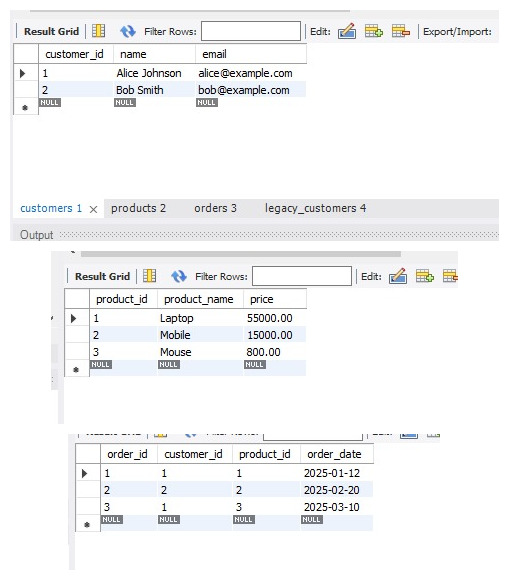 Result Grid Filter Rows: Edit: Export/Import:
customer_id name email
1 Alice Johnson alice@example.com
2 Bob Smith bob@example.com
NULL NULL NULL
customers 1 × products 2 orders 3 legacy_customers 4
Output
Result Grid Filter Rows: Edit:
product_id product_name price
1 Laptop 55000.00
2 Mobile 15000.00
3 Mouse 800.00
NULL NULL NULL
order_id customer_id product_id order_date
1 1 1 2025-01-12
2 2 2 2025-02-20
3 1 3 2025-03-10
NULL NULL NULL NULL